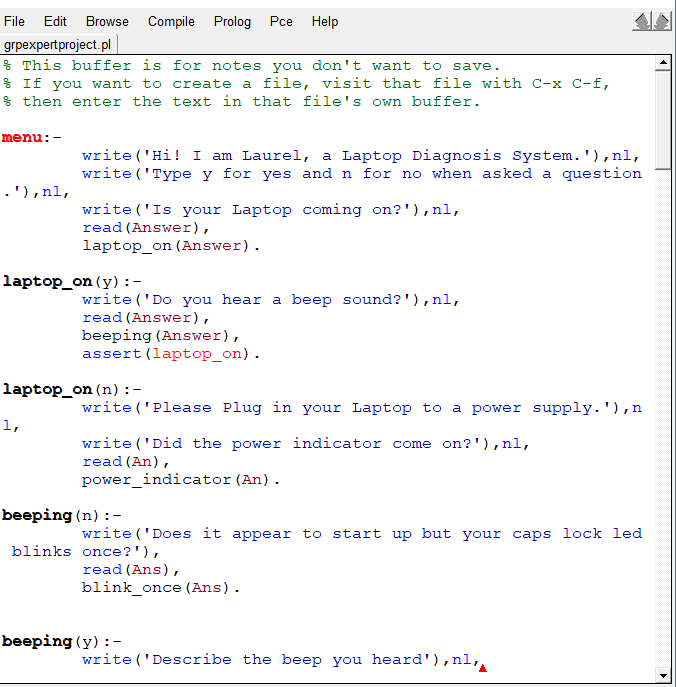 File Edit Browse Compile Prolog Pce Help
grpexpertproject.pl
% This buffer is for notes you don't want to save.
% If you want to create a file, visit that file with C-x C-f,
% then enter the text in that file's own buffer.
menu:-
write('Hi! I am Laurel, a Laptop Diagnosis System.'),nl,
write('Type y for yes and n for no when asked a question
.'),nl,
write('Is your Laptop coming on?'),nl,
read(Answer),
laptop_on(Answer).
laptop_on(y):-
write('Do you hear a beep sound?'),nl,
read(Answer),
beeping(Answer),
assert(laptop_on).
laptop_on(n):-
write('Please Plug in your Laptop to a power supply.'),n
l,
write('Did the power indicator come on?'),nl,
read(An),
power_indicator(An).
beeping(n):-
write('Does it appear to start up but your caps lock led
blinks once?'),
read(Ans),
blink_once(Ans).
beeping(y):-
write('Describe the beep you heard'),nl,